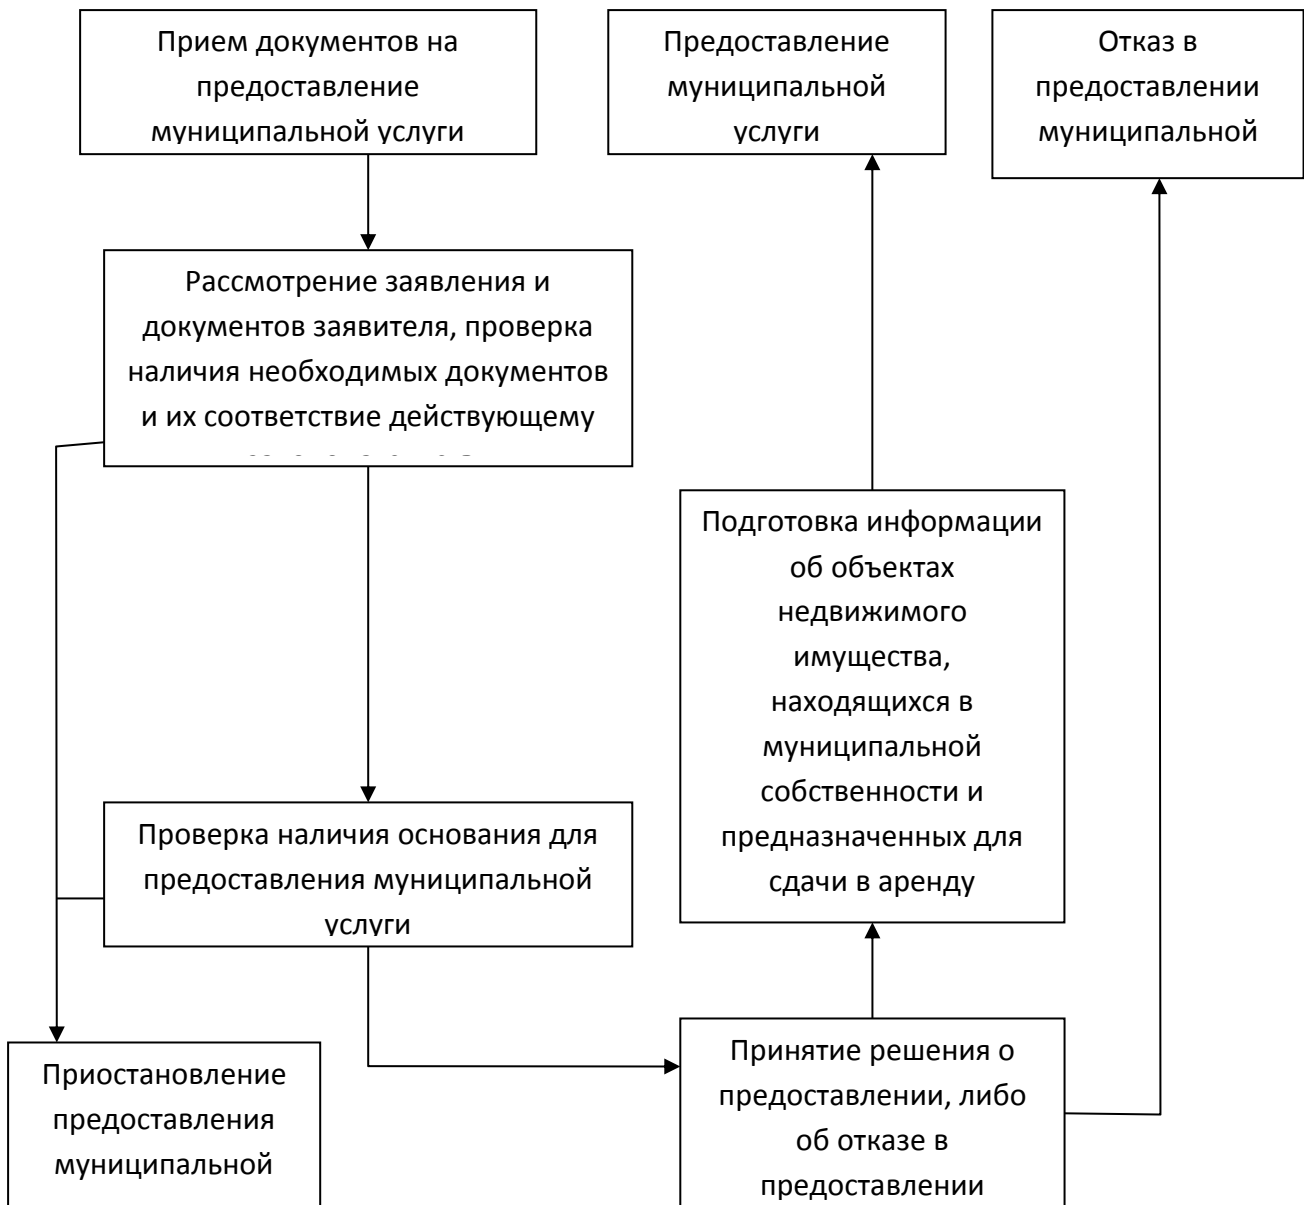 Прием документов на
предоставление
муниципальной услуги
Предоставление
муниципальной
услуги
Отказ в
предоставлении
муниципальной
Рассмотрение заявления и
документов заявителя, проверка
наличия необходимых документов
и их соответствие действующему
Подготовка информации
об объектах
недвижимого
имущества,
находящихся в
муниципальной
собственности и
предназначенных для
сдачи в аренду
Проверка наличия основания для
предоставления муниципальной
услуги
Приостановление
предоставления
муниципальной
Принятие решения о
предоставлении, либо
об отказе в
предоставлении